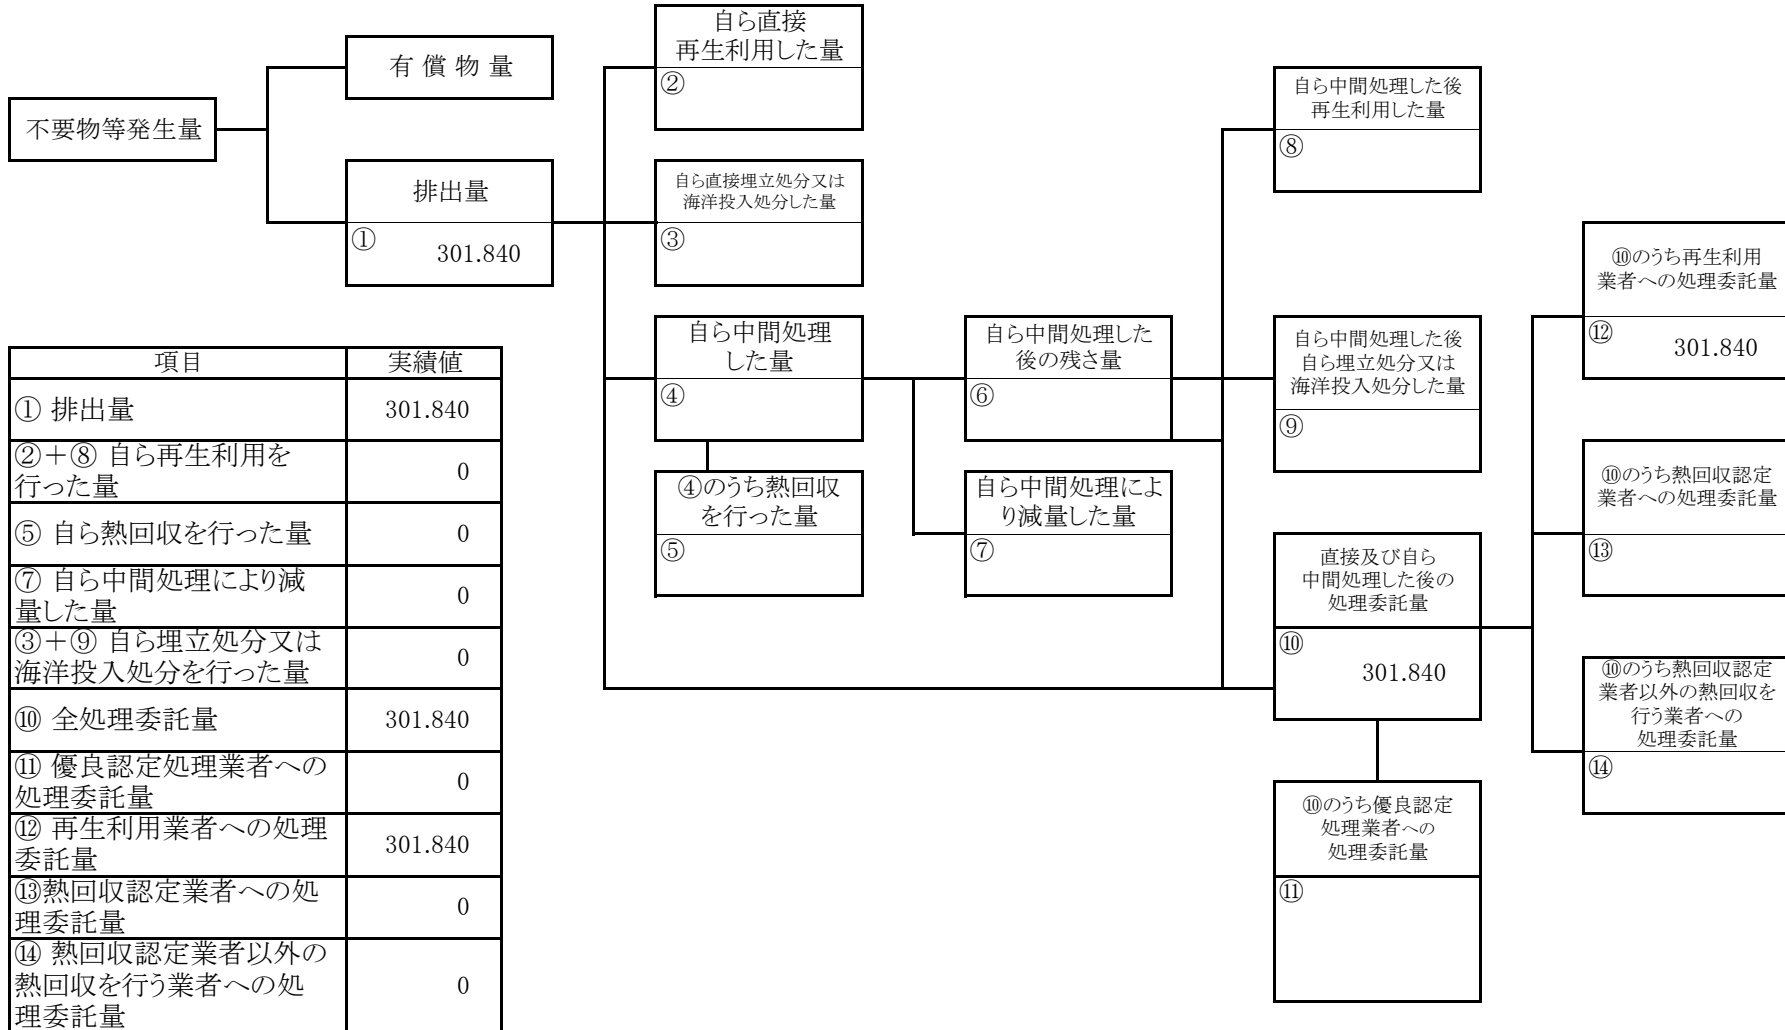 不要物等発生量
有償物量
排出量
①
301.840
自ら直接
再生利用した量
②
自ら直接埋立処分又は
海洋投入処分した量
③
自ら中間処理
した量
④
④のうち熱回収
を行った量
⑤
自ら中間処理した
後の残さ量
⑥
自ら中間処理によ
り減量した量
⑦
自ら中間処理した後
再生利用した量
⑧
自ら中間処理した後
自ら埋立処分又は
海洋投入処分した量
⑨
直接及び自ら
中間処理した後の
処理委託量
⑩
301.840
⑩のうち優良認定
処理業者への
処理委託量
⑪
⑩のうち再生利用
業者への処理委託量
⑫
301.840
⑩のうち熱回収認定
業者への処理委託量
⑬
⑩のうち熱回収認定
業者以外の熱回収を
行う業者への
処理委託量
⑭
項目 実績値
① 排出量 301.840
②＋⑧ 自ら再生利用を
行った量 0
⑤ 自ら熱回収を行った量 0
⑦ 自ら中間処理により減
量した量 0
③＋⑨ 自ら埋立処分又は
海洋投入処分を行った量 0
⑩ 全処理委託量 301.840
⑪ 優良認定処理業者への
処理委託量 0
⑫ 再生利用業者への処理
委託量 301.840
⑬熱回収認定業者への処
理委託量 0
⑭ 熱回収認定業者以外の
熱回収を行う業者への処
理委託量 0